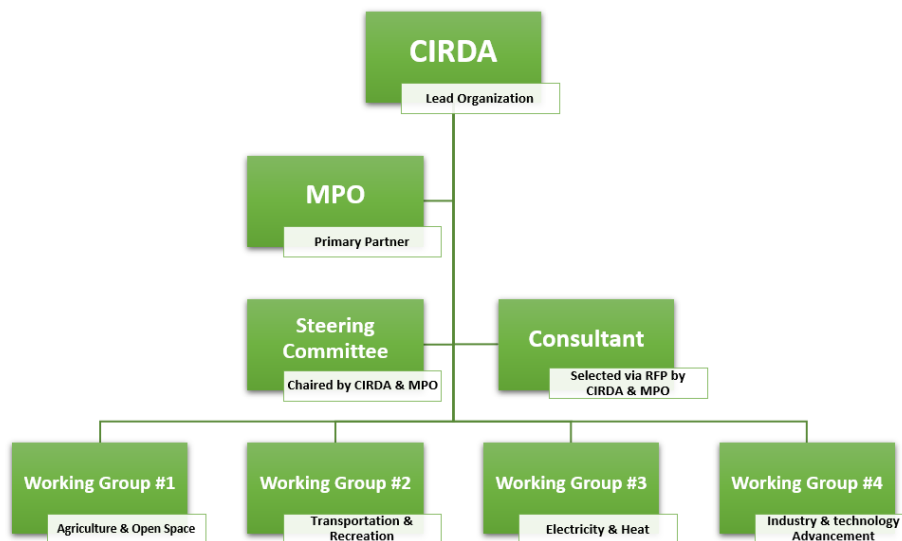 CIRDA
Lead Organization
MPO
Primary Partner
Steering
Committee
Chaired by CIRDA & MPO
Consultant
Selected via RFP by
CIRDA & MPO
Working Group #1
Agriculture & Open Space
Working Group #2
Transportation &
Recreation
Working Group #3
Electricity & Heat
Working Group #4
Industry & technology
Advancement